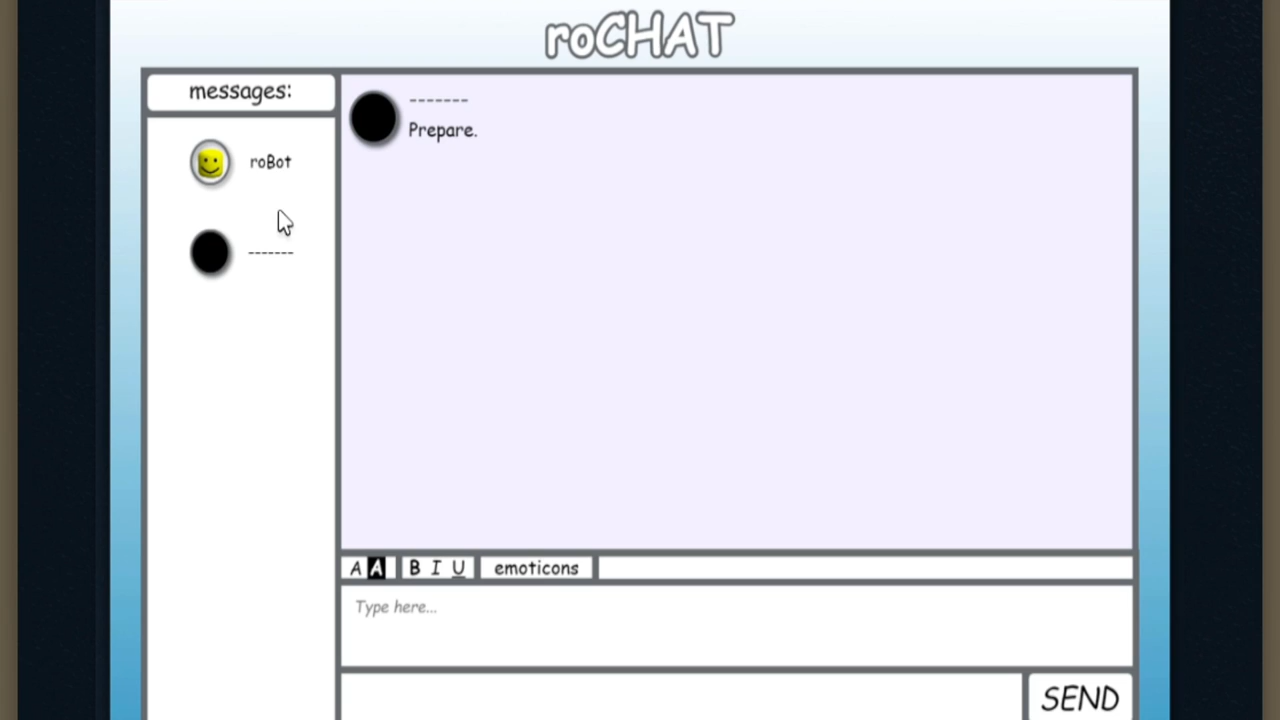 roCHAT
messages:
roBot
-------
-------
Prepare.
A A B I U emoticons
Type here...
SEND